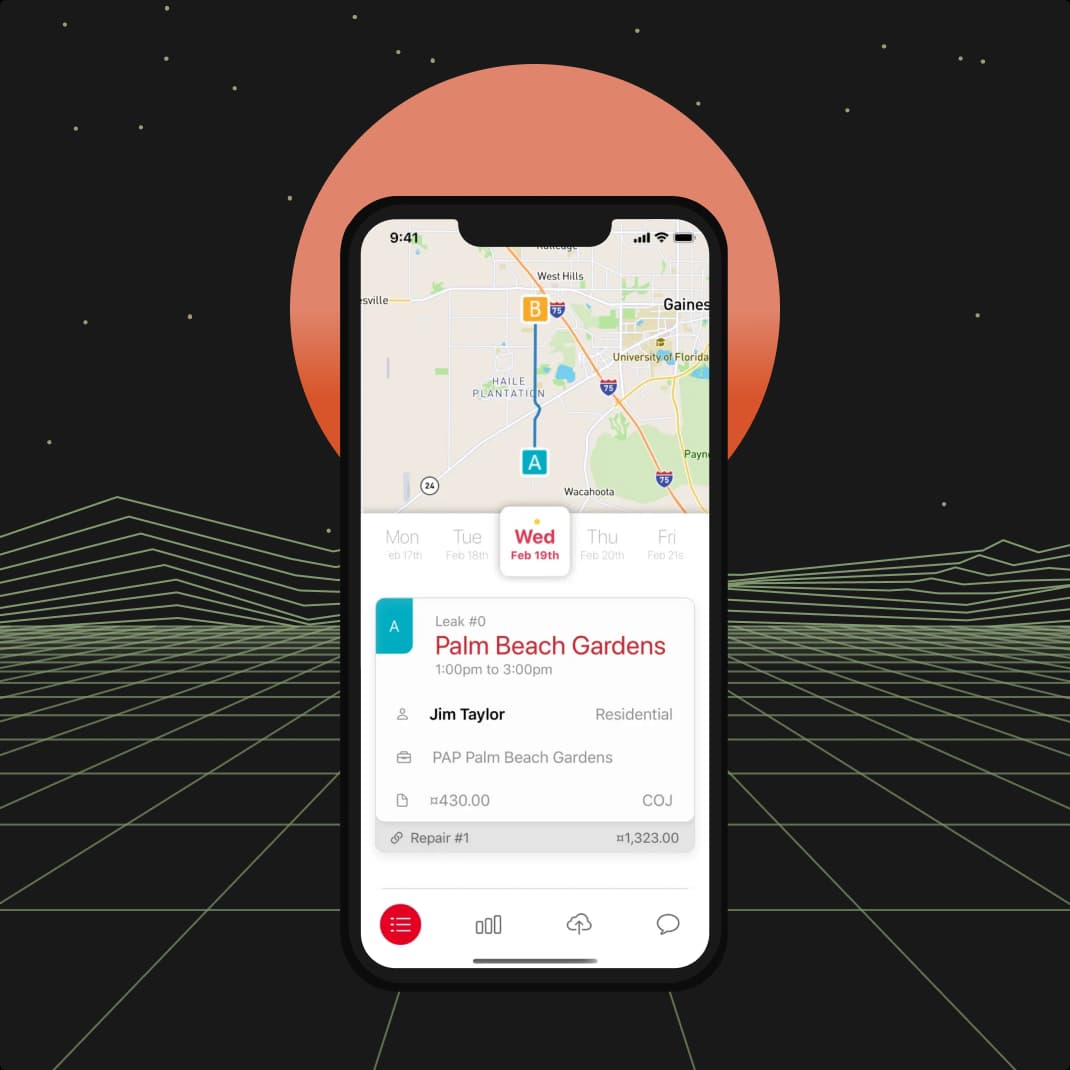 9:41
West Hills
esville
B
75
Gaines
University of Florida
75
HAILE
PLANTATION
A
Payn
75
24
Wacahoota
Mon
Tue
Wed
Thu
Fri
eb 17th
Feb 18th
Feb 19th
Feb 20th
Feb 21s
A
Leak #0
Palm Beach Gardens
1:00pm to 3:00pm
Jim Taylor
Residential
PAP Palm Beach Gardens
¤430.00
COJ
Repair #1
¤1,323.00